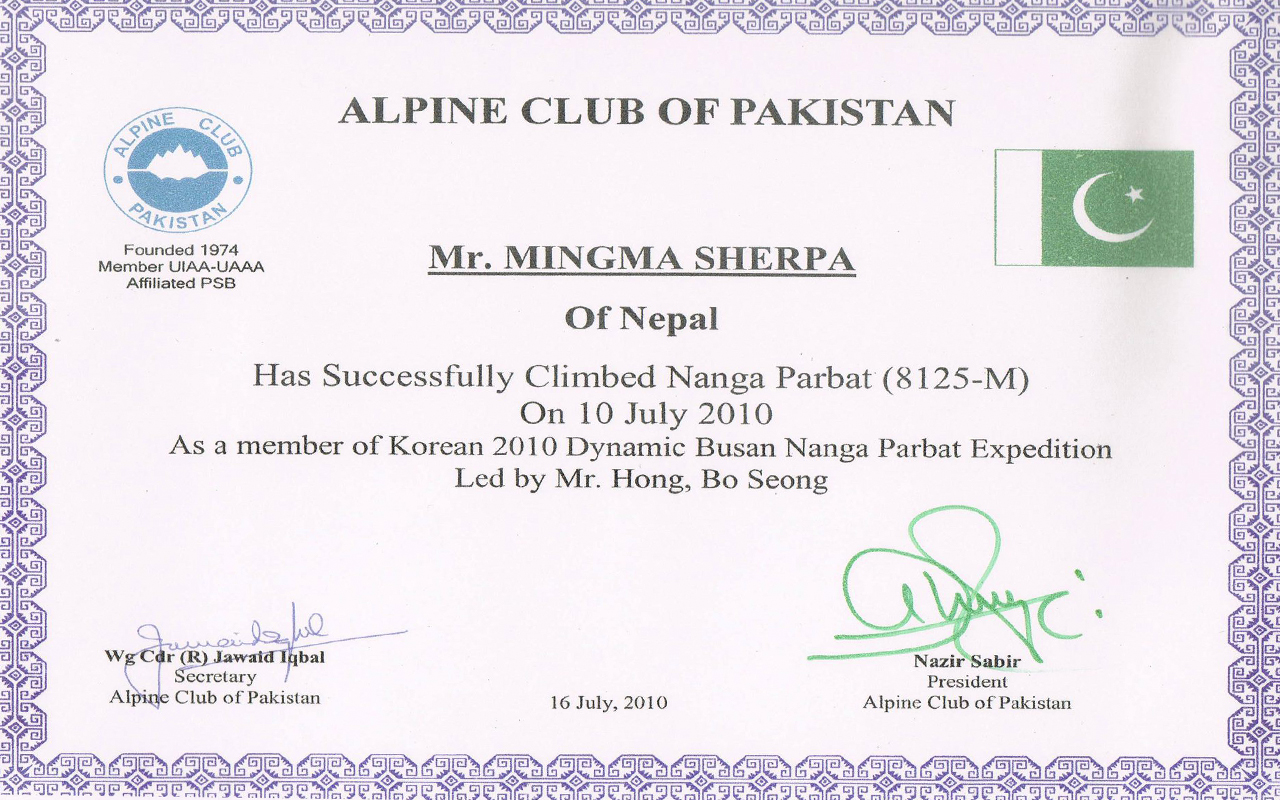 ALPINE CLUB OF PAKISTAN
ALPINE CLUB
PAKISTAN
Founded 1974
Member UIAA-UAAA
Affiliated PSB
Mr. MINGMA SHERPA
Of Nepal
Has Successfully Climbed Nanga Parbat (8125-M)
On 10 July 2010
As a member of Korean 2010 Dynamic Busan Nanga Parbat Expedition
Led by Mr. Hong, Bo Seong
Wg Cdr (R) Jawaid Iqbal
Secretary
Alpine Club of Pakistan
16 July, 2010
Nazir Sabir
President
Alpine Club of Pakistan